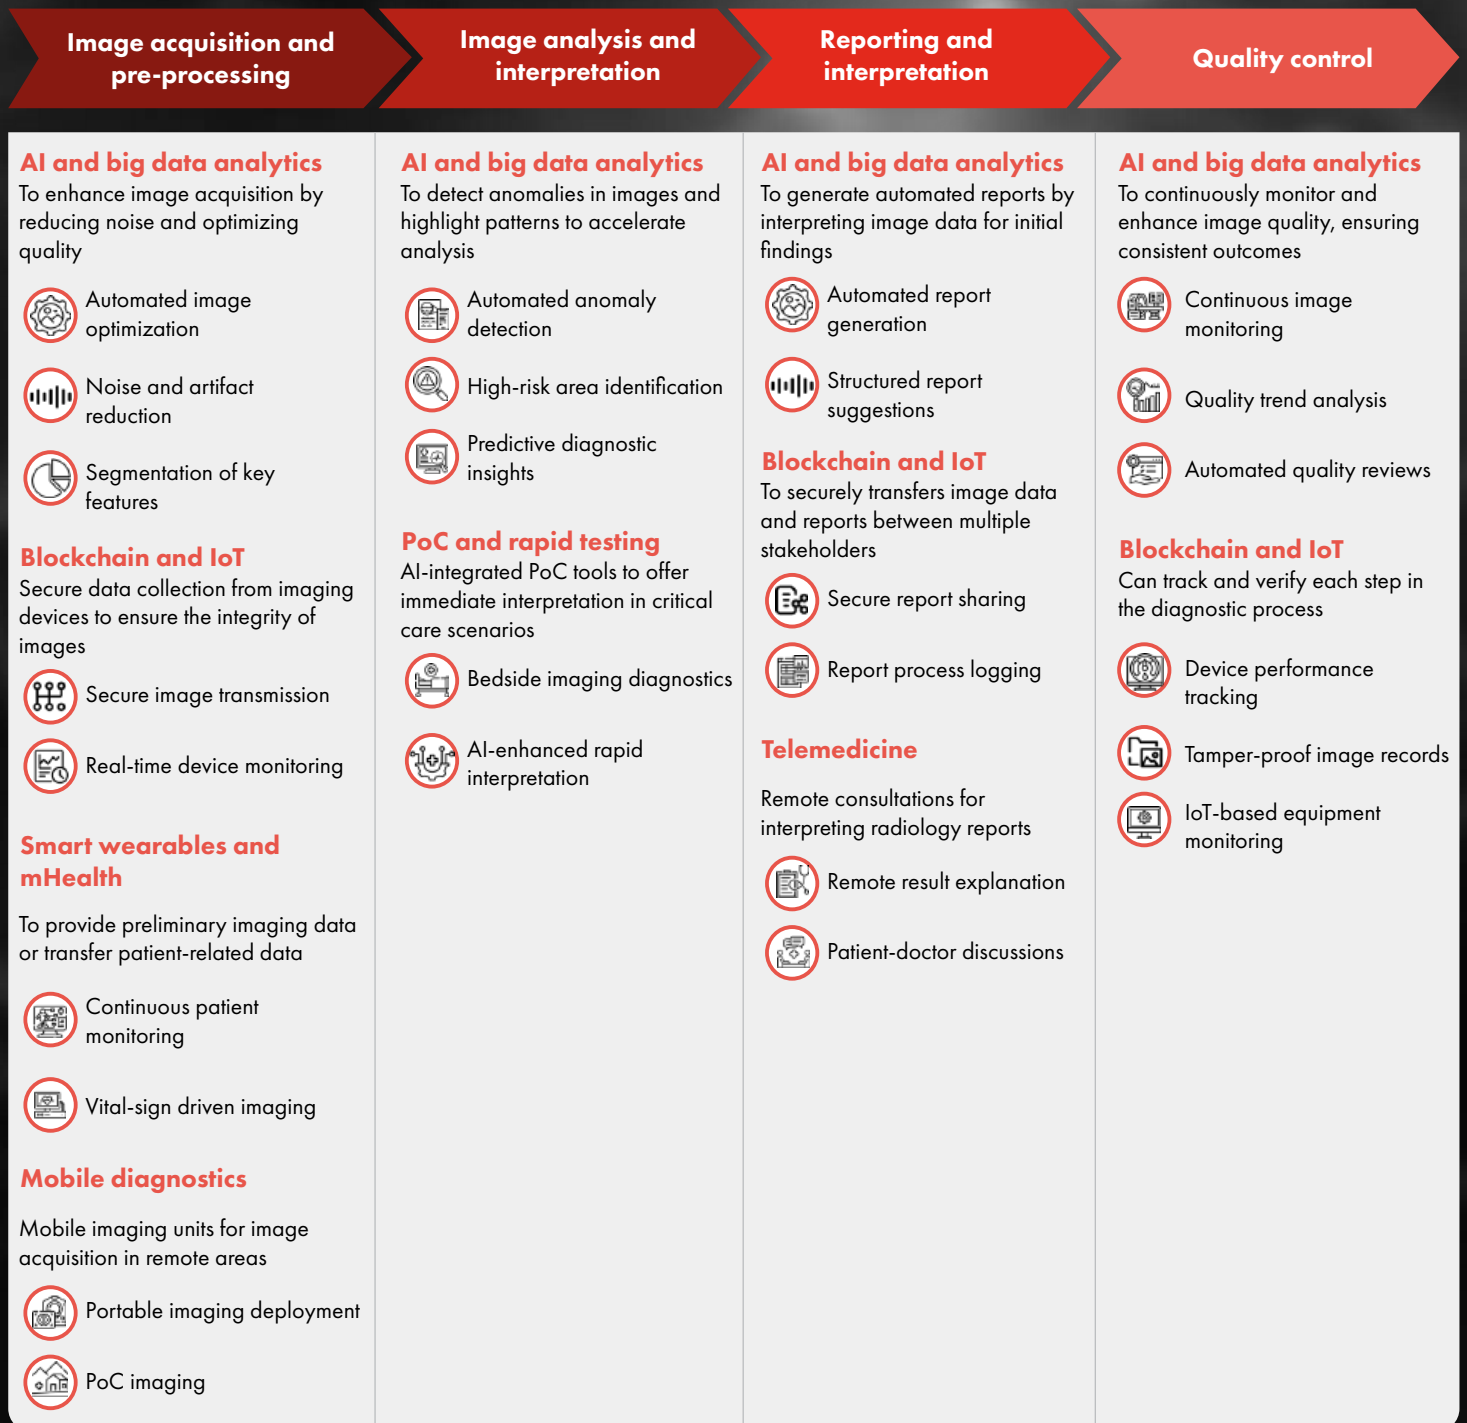 Image acquisition and
pre-processing
Image analysis and
interpretation
Reporting and
interpretation
Quality control
AI and big data analytics
To enhance image acquisition by
reducing noise and optimizing
quality
Automated image
optimization
Noise and artifact
reduction
Segmentation of key
features
Blockchain and IoT
Secure data collection from imaging
devices to ensure the integrity of
images
Secure image transmission
Real-time device monitoring
Smart wearables and
mHealth
To provide preliminary imaging data
or transfer patient-related data
Continuous patient
monitoring
Vital-sign driven imaging
Mobile diagnostics
Mobile imaging units for image
acquisition in remote areas
Portable imaging deployment
PoC imaging
AI and big data analytics
To detect anomalies in images and
highlight patterns to accelerate
analysis
Automated anomaly
detection
High-risk area identification
Predictive diagnostic
insights
PoC and rapid testing
AI-integrated PoC tools to offer
immediate interpretation in critical
care scenarios
Bedside imaging diagnostics
AI-enhanced rapid
interpretation
AI and big data analytics
To generate automated reports by
interpreting image data for initial
findings
Automated report
generation
Structured report
suggestions
Blockchain and IoT
To securely transfers image data
and reports between multiple
stakeholders
Secure report sharing
Report process logging
Telemedicine
Remote consultations for
interpreting radiology reports
Remote result explanation
Patient-doctor discussions
AI and big data analytics
To continuously monitor and
enhance image quality, ensuring
consistent outcomes
Continuous image
monitoring
Quality trend analysis
Automated quality reviews
Blockchain and IoT
Can track and verify each step in
the diagnostic process
Device performance
tracking
Tamper-proof image records
IoT-based equipment
monitoring